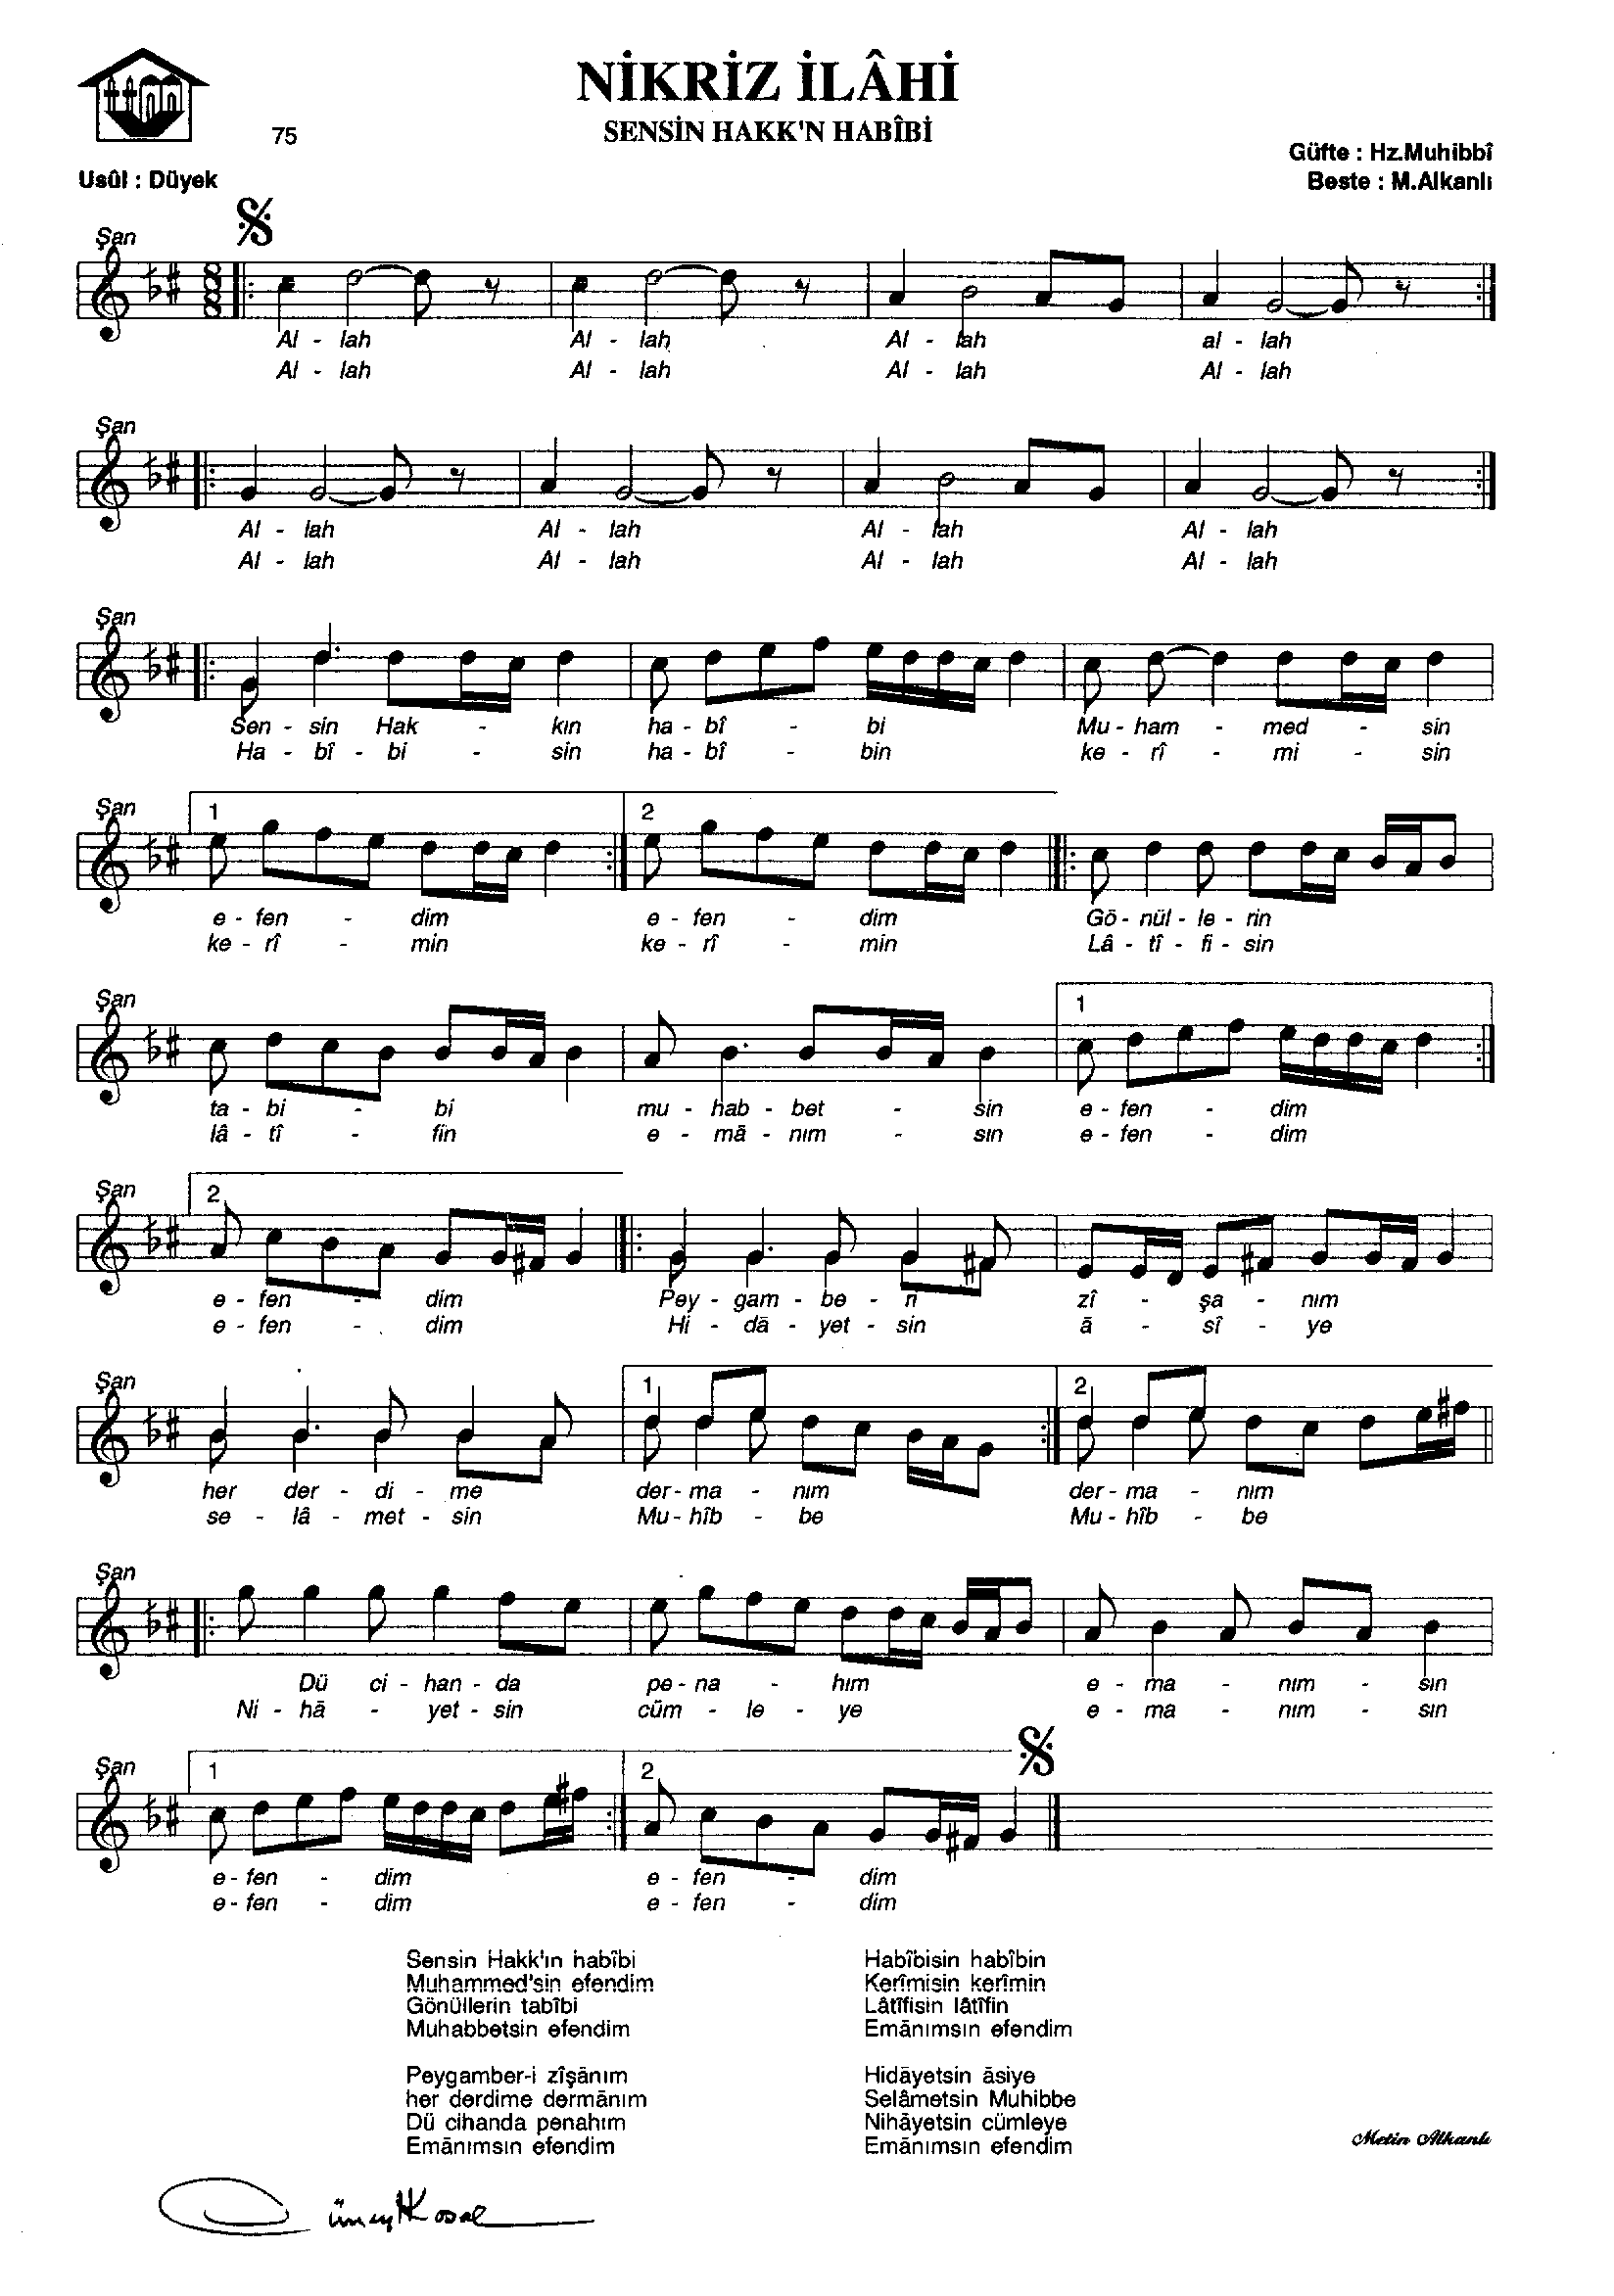 NİKRİZ İLÂHİ
SENSİN HAKK'N HABÎBİ
75
Güfte : Hz.Muhibbî
Usûl : Düyek
Beste : M.Alkanlı
Şan
8 8
Al - lah Al - lah Al - lah al - lah
Al - lah Al - lah Al - lah Al - lah
Şan
Al - lah Al - lah Al - lah Al - lah
Al - lah Al - lah Al - lah Al - lah
Şan
Sen - sin Hak - kın ha - bî - bi Mu - ham - med - sin
Ha - bî - bi - sin ha - bî - bin ke - rî - mi - sin
Şan
1 2
e - fen - dim e - fen - dim Gö - nül - le - rin
ke - rî - min ke - rî - min Lâ - tî - fi - sin
Şan
1
ta - bi - bi mu - hab - bet - sin e - fen - dim
lâ - tî - fin e - mā - nım - sın e - fen - dim
Şan
2
e - fen - dim Pey - gam - be - ri zî - şa - nım
e - fen - dim Hi - dā - yet - sin ā - sî - ye
Şan
1 2
her der - di - me der - ma - nım der - ma - nım
se - lâ - met - sin Mu - hîb - be Mu - hîb - be
Şan
Dü ci - han - da pe - na - hım e - ma - nım - sın
Ni - hā - yet - sin cüm - le - ye e - ma - nım - sın
Şan
1 2
e - fen - dim e - fen - dim
e - fen - dim e - fen - dim
Sensin Hakk'ın habîbi
Muhammed'sin efendim
Gönüllerin tabîbi
Muhabbetsin efendim
Habîbisin habîbin
Kerîmisin kerîmin
Lâtîfisin lâtîfin
Emānımsın efendim
Peygamber-i zîşānım
her derdime dermānım
Dü cihanda penahım
Emānımsın efendim
Hidāyetsin āsiye
Selâmetsin Muhibbe
Nihāyetsin cümleye
Emānımsın efendim
Metin Alkanlı